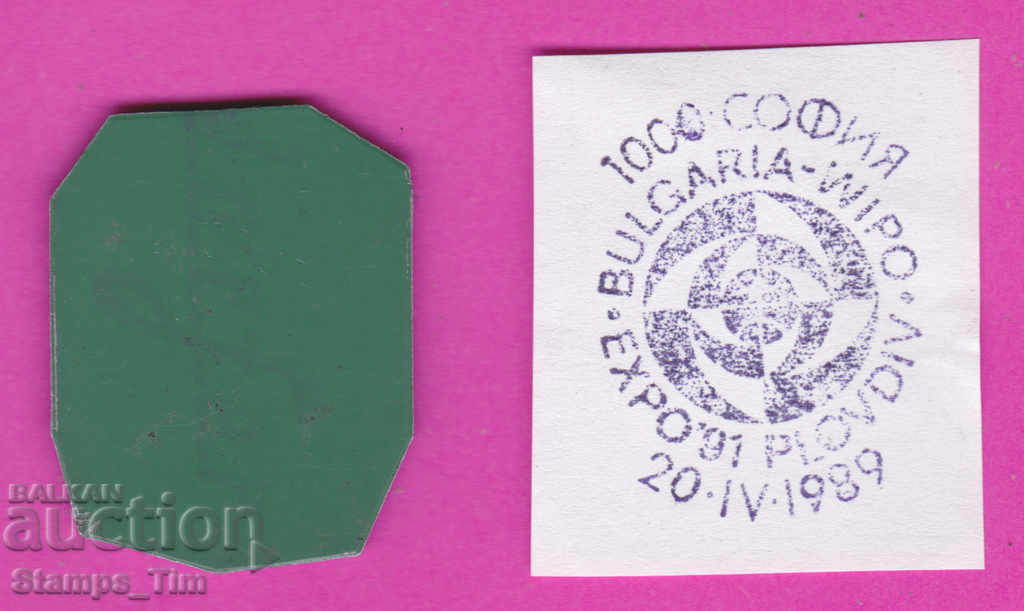 1000·СОФИЯ
BULGARIA-WIPO·
EXPO'91 PLOVDIV·
20·IV·1989
BALKAN
auction
Stamps_Tim